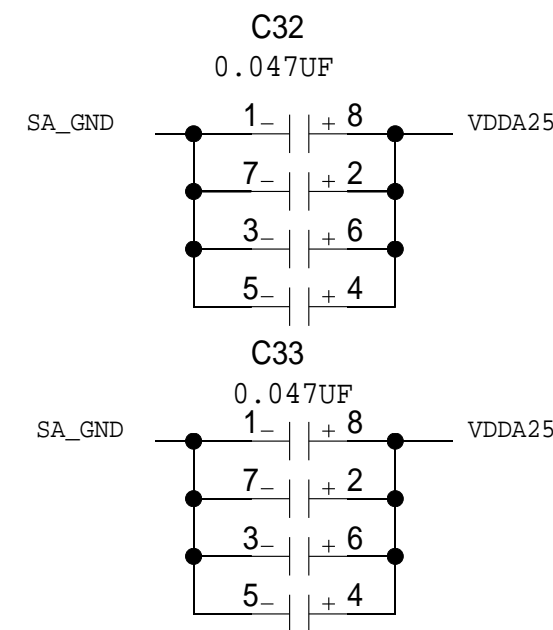 C32
0.047UF
SA_GND 1- + 8 VDDA25
7- + 2
3- + 6
5- + 4
C33
0.047UF
SA_GND 1- + 8 VDDA25
7- + 2
3- + 6
5- + 4